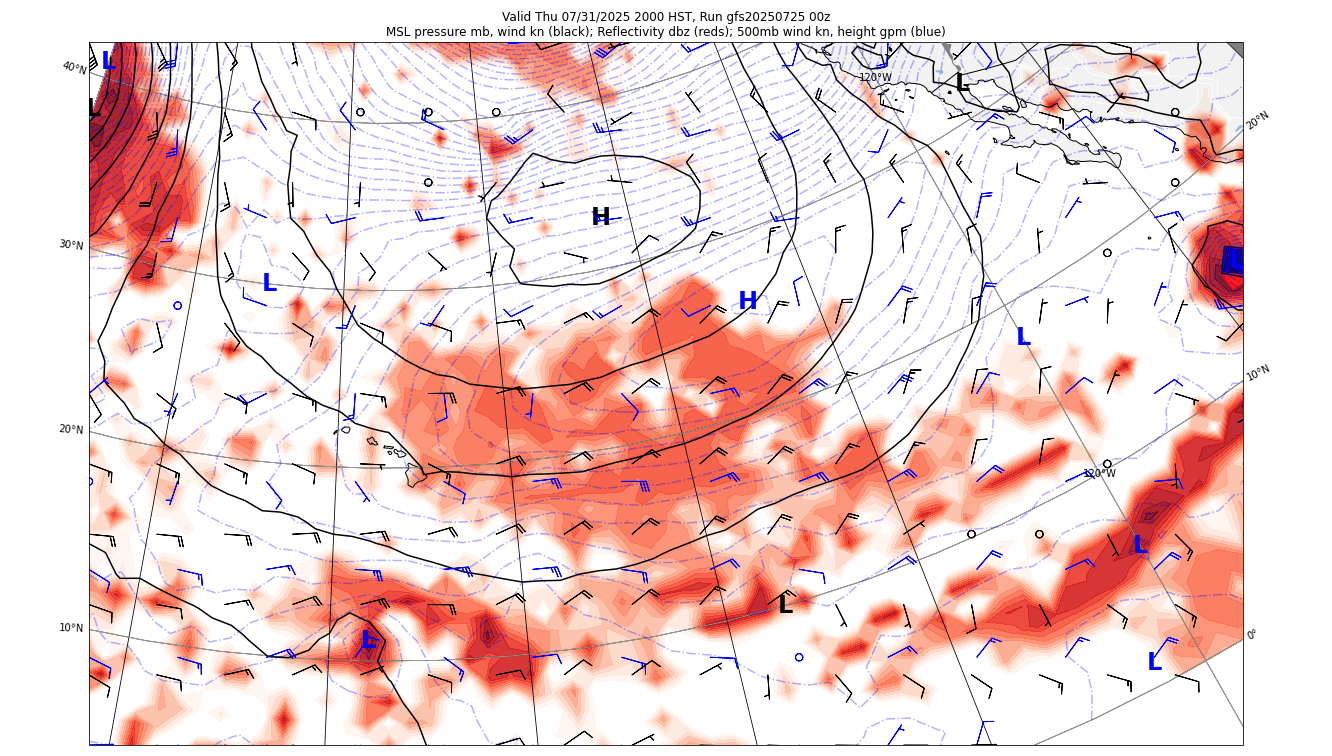 Valid Thu 07/31/2025 2000 HST, Run gfs20250725 00z
MSL pressure mb, wind kn (black); Reflectivity dbz (reds); 500mb wind kn, height gpm (blue)
L
40°N
120°W
L
L
20°N
H
30°N
L
L
H
L
10°N
20°N
120°W
L
L
10°N
L
0°
L